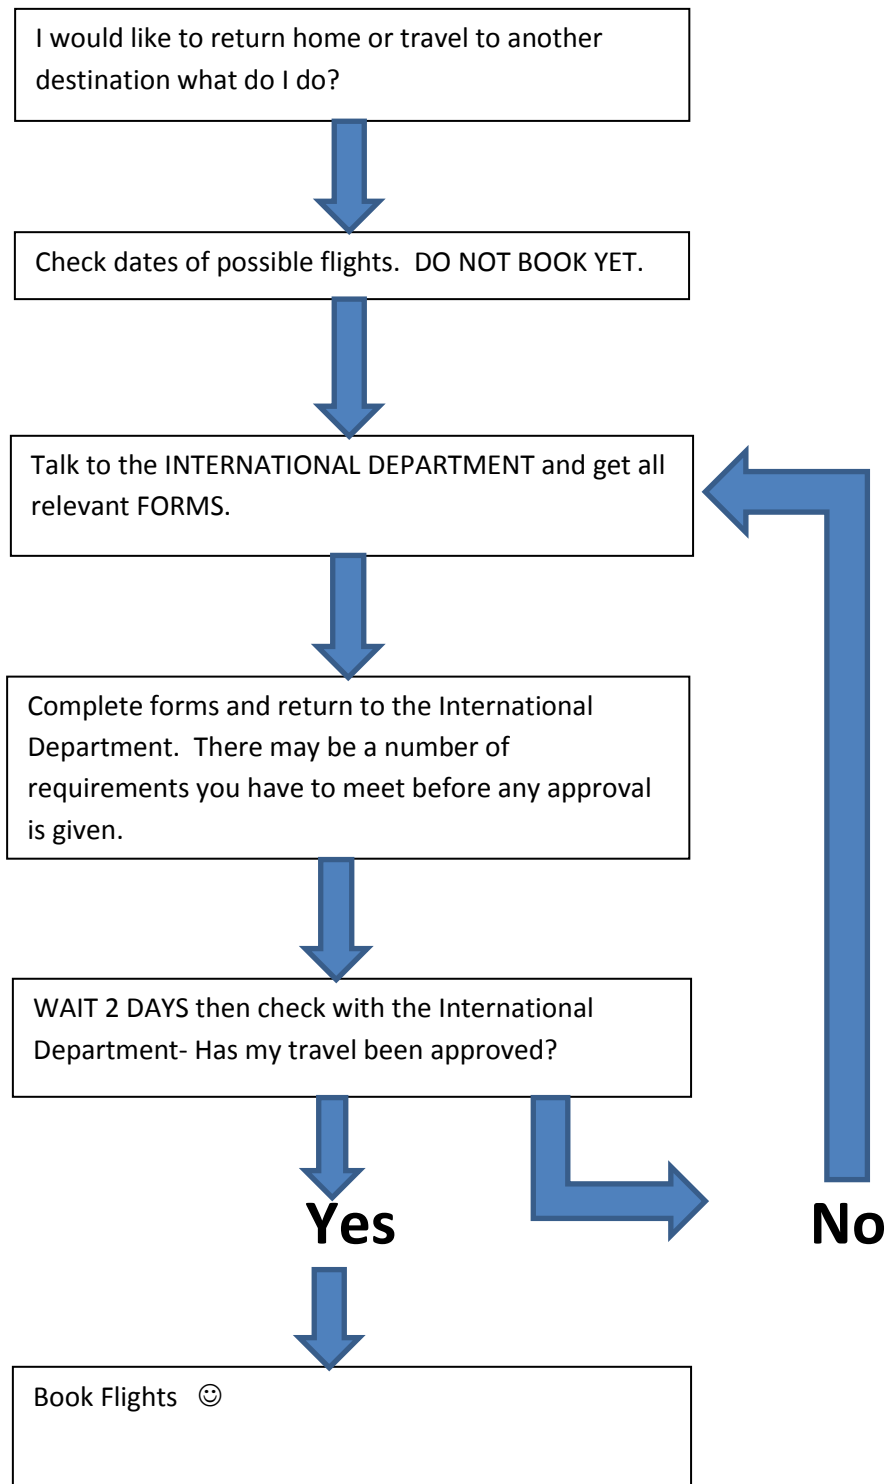 I would like to return home or travel to another
destination what do I do?
Check dates of possible flights.  DO NOT BOOK YET.
Talk to the INTERNATIONAL DEPARTMENT and get all
relevant FORMS.
Complete forms and return to the International
Department.  There may be a number of
requirements you have to meet before any approval
is given.
WAIT 2 DAYS then check with the International
Department- Has my travel been approved?
Yes
No
Book Flights ☺